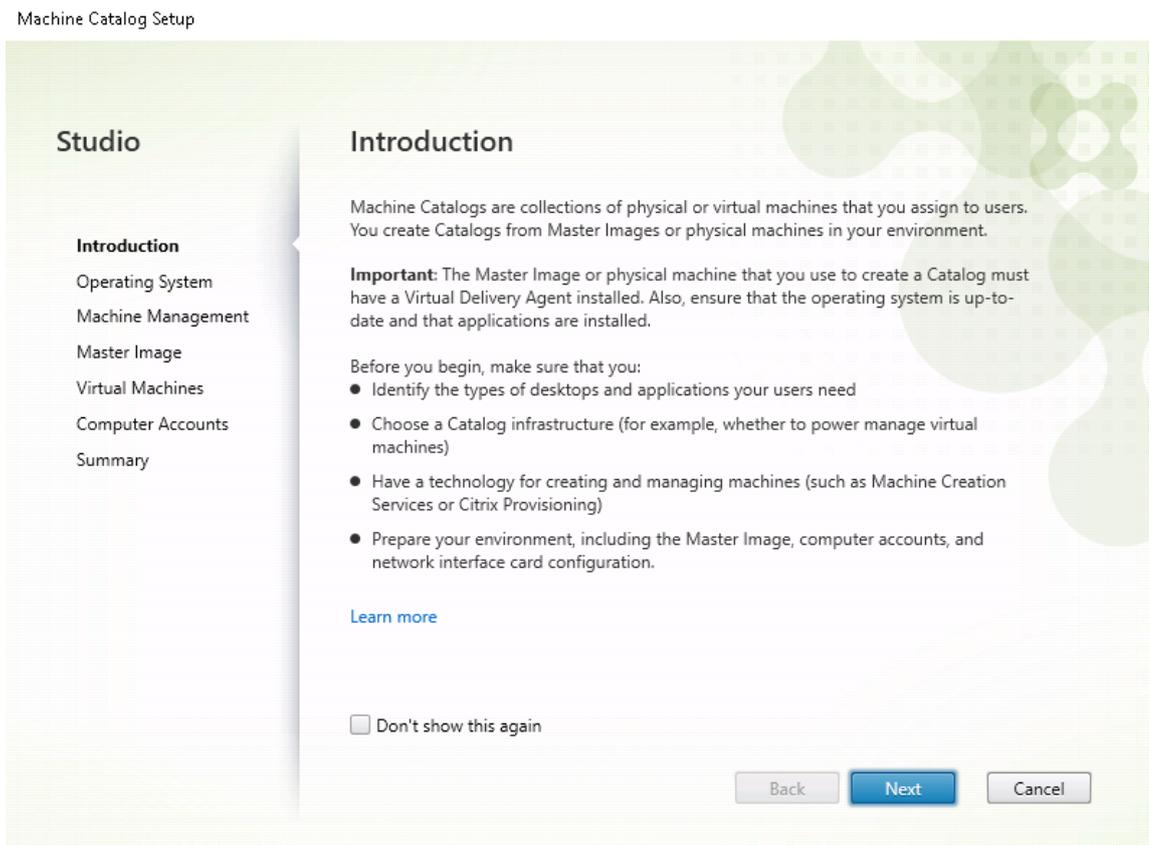 Machine Catalog Setup
Studio
Introduction
Operating System
Machine Management
Master Image
Virtual Machines
Computer Accounts
Summary
Introduction
Machine Catalogs are collections of physical or virtual machines that you assign to users.
You create Catalogs from Master Images or physical machines in your environment.
Important: The Master Image or physical machine that you use to create a Catalog must
have a Virtual Delivery Agent installed. Also, ensure that the operating system is up-to-
date and that applications are installed.
Before you begin, make sure that you:
● Identify the types of desktops and applications your users need
● Choose a Catalog infrastructure (for example, whether to power manage virtual
machines)
● Have a technology for creating and managing machines (such as Machine Creation
Services or Citrix Provisioning)
● Prepare your environment, including the Master Image, computer accounts, and
network interface card configuration.
Learn more
Don't show this again
Back
Next
Cancel